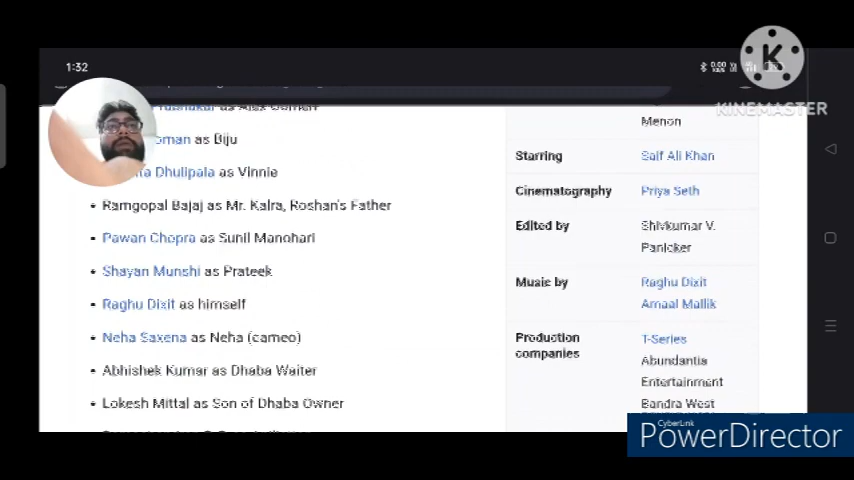 1:32
KINEMASTER
as Biju
Dhulipala as Vinnie
• Ramgopal Bajaj as Mr. Kalra, Roshan's Father
• Pawan Chopra as Sunil Manohari
• Shayan Munshi as Prateek
• Raghu Dixit as himself
• Neha Saxena as Neha (cameo)
• Abhishek Kumar as Dhaba Waiter
• Lokesh Mittal as Son of Dhaba Owner
Menon
Starring Saif Ali Khan
Cinematography Priya Seth
Edited by Shivkumar V.
Panicker
Music by Raghu Dixit
Amaal Mallik
Production T-Series
companies Abundantia
Entertainment
Bandra West
CyberLink
PowerDirector